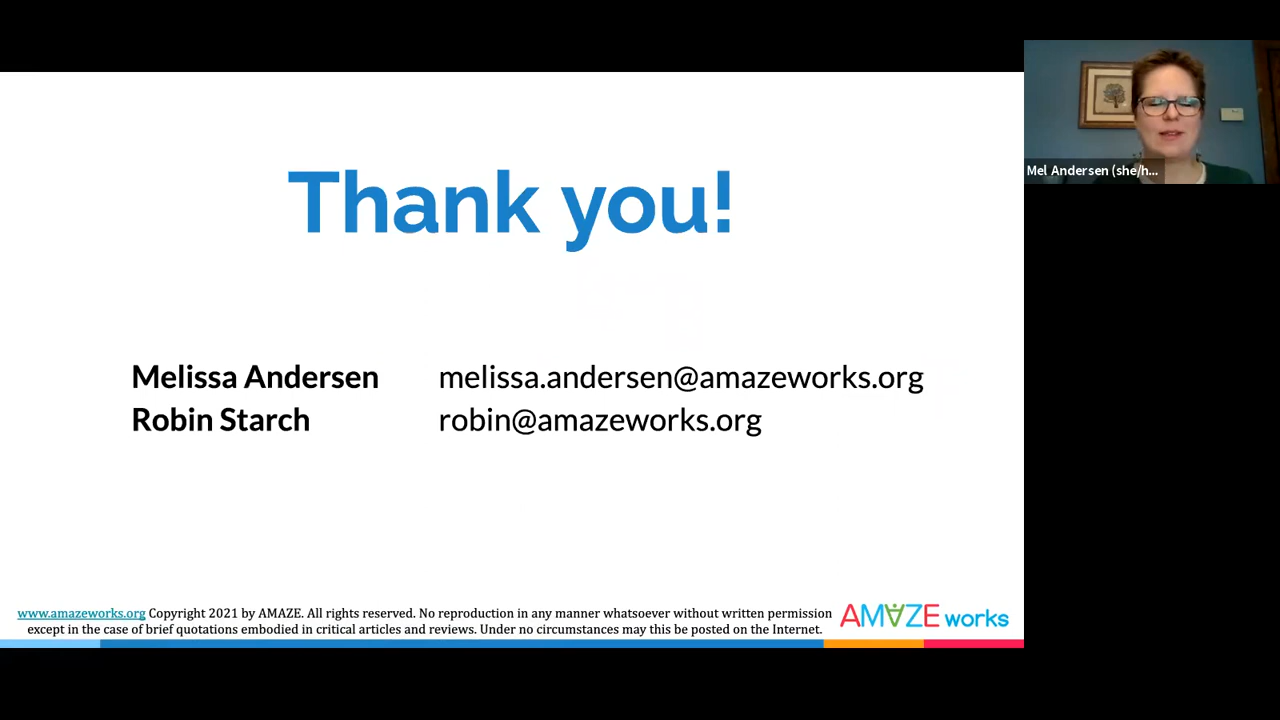 Thank you!
Melissa Andersen melissa.andersen@amazeworks.org
Robin Starch robin@amazeworks.org
www.amazeworks.org Copyright 2021 by AMAZE. All rights reserved. No reproduction in any manner whatsoever without written permission
except in the case of brief quotations embodied in critical articles and reviews. Under no circumstances may this be posted on the Internet.
AMAZE works
Mel Andersen (she/h...